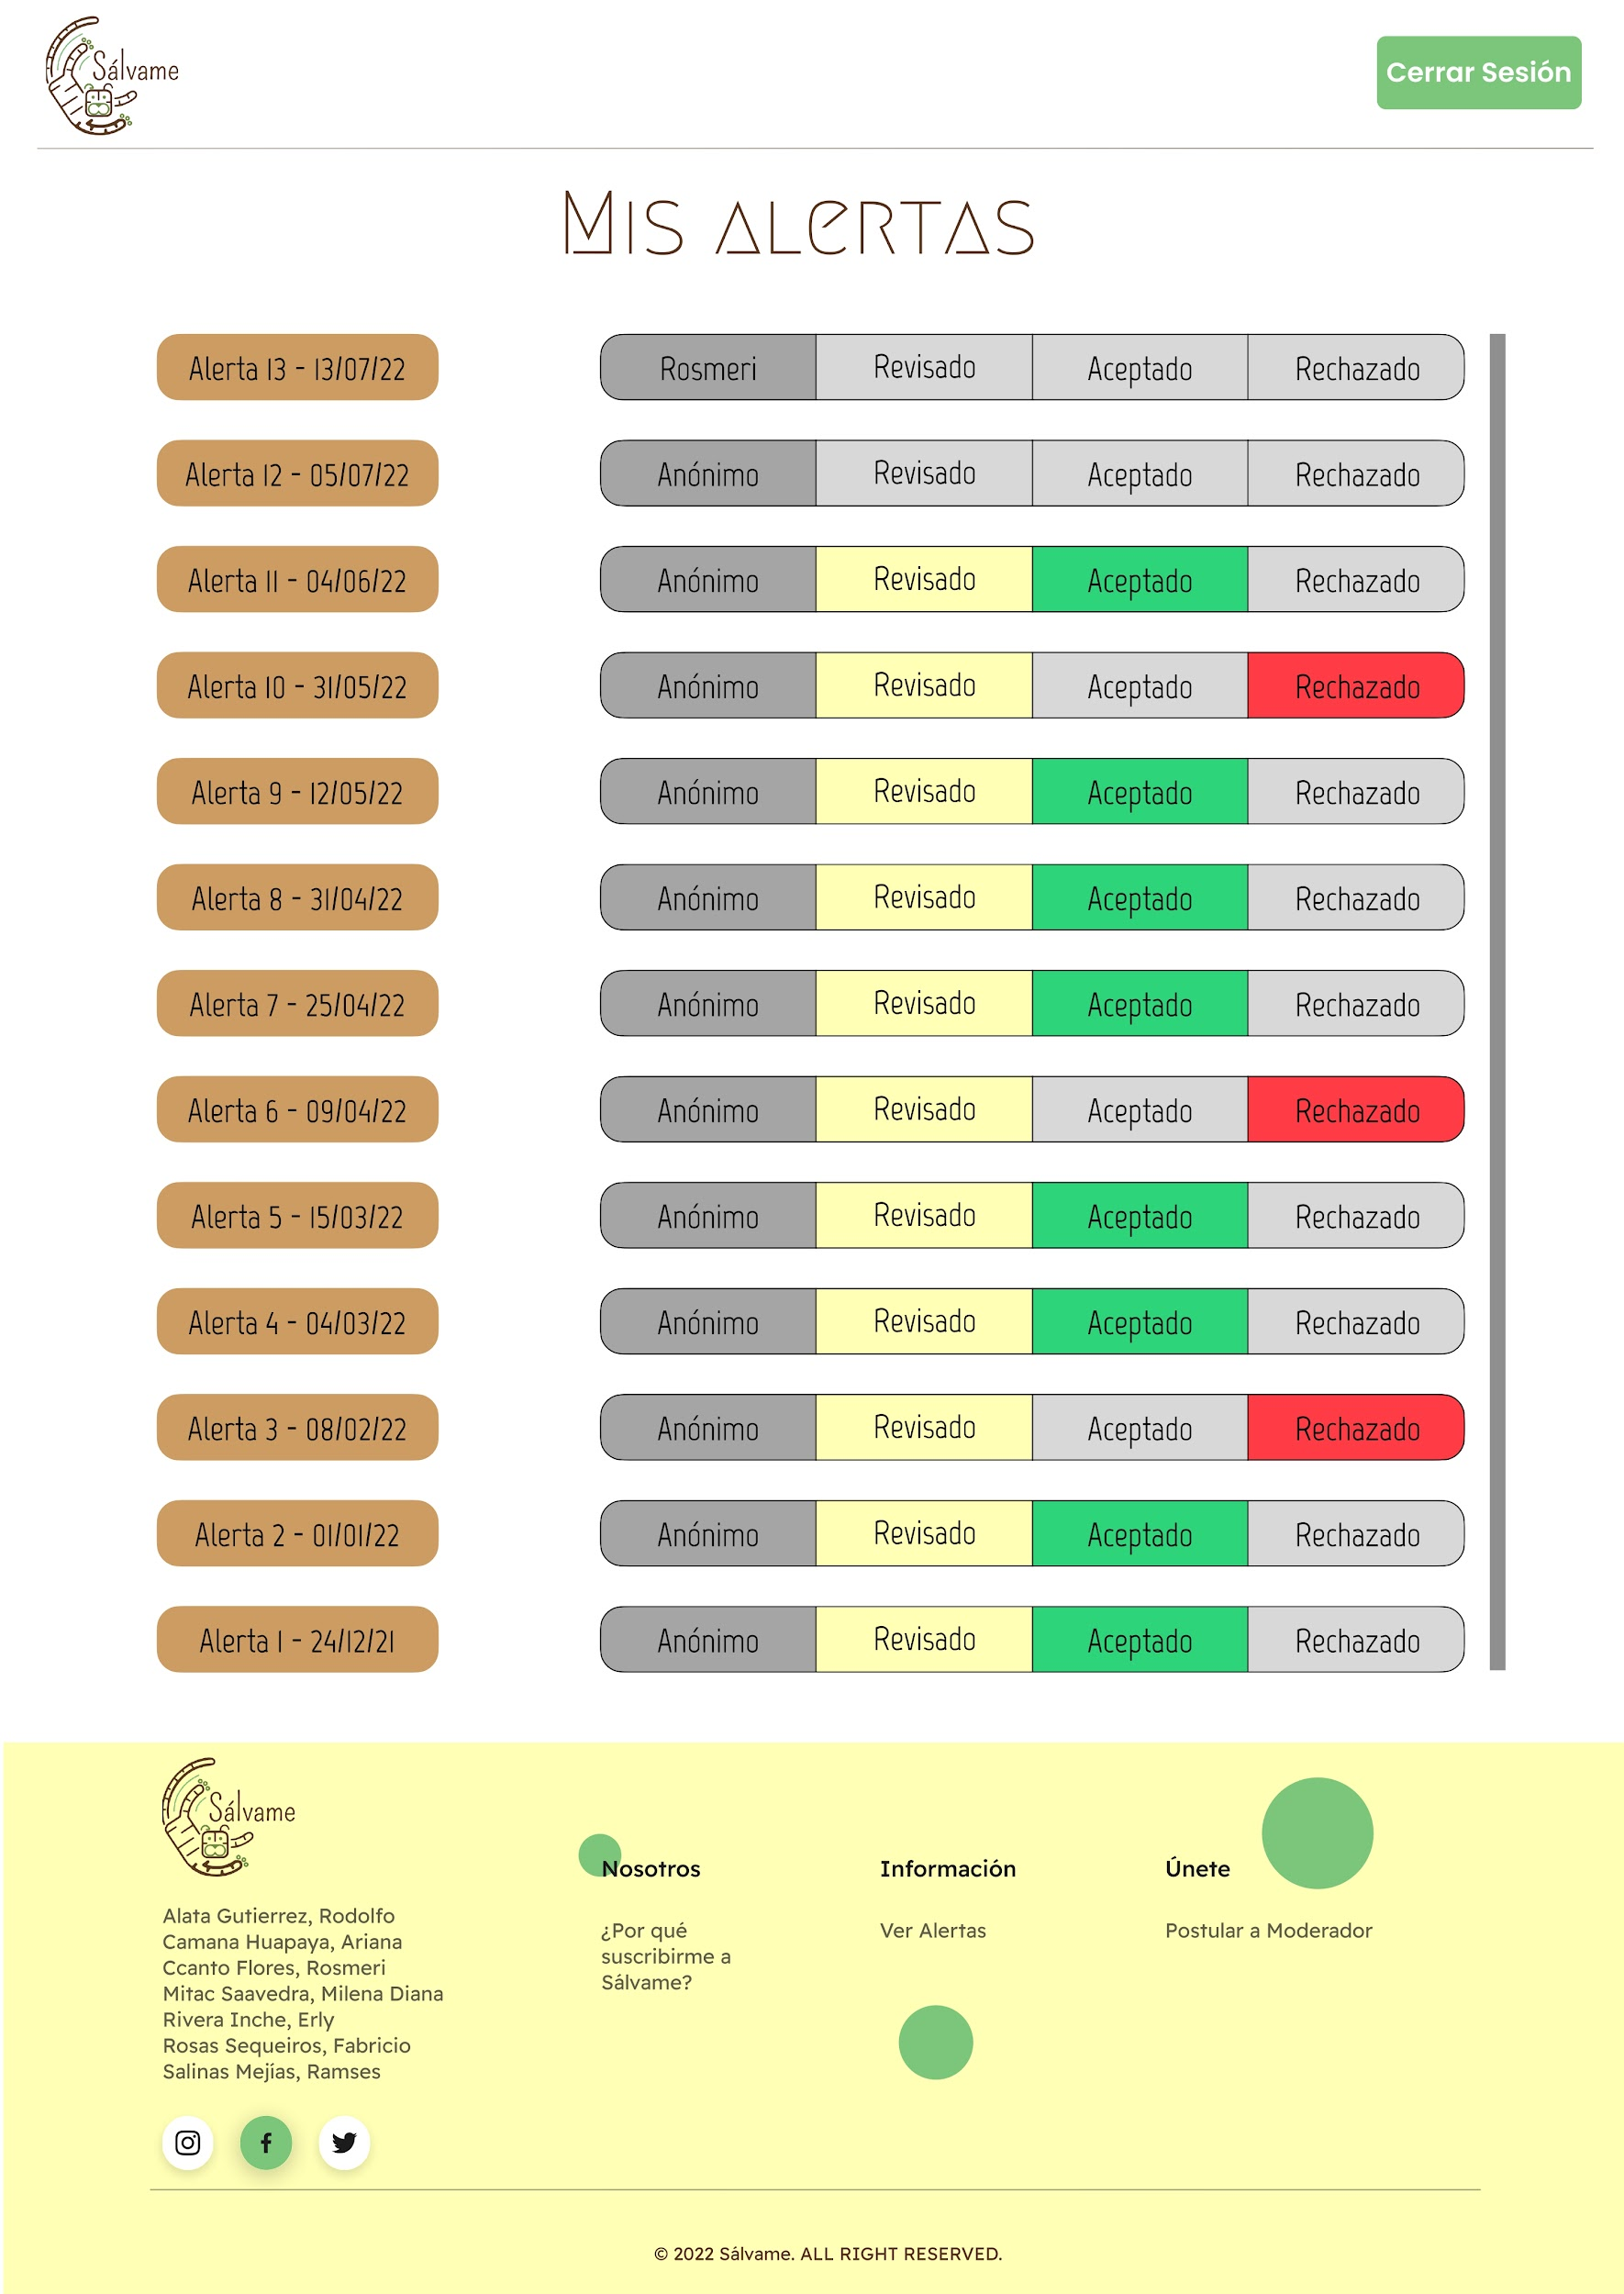 Sálvame
Cerrar Sesión
Mis alertas
Alerta 13 - 13/07/22 Rosmeri Revisado Aceptado Rechazado
Alerta 12 - 05/07/22 Anónimo Revisado Aceptado Rechazado
Alerta 11 - 04/06/22 Anónimo Revisado Aceptado Rechazado
Alerta 10 - 31/05/22 Anónimo Revisado Aceptado Rechazado
Alerta 9 - 12/05/22 Anónimo Revisado Aceptado Rechazado
Alerta 8 - 31/04/22 Anónimo Revisado Aceptado Rechazado
Alerta 7 - 25/04/22 Anónimo Revisado Aceptado Rechazado
Alerta 6 - 09/04/22 Anónimo Revisado Aceptado Rechazado
Alerta 5 - 15/03/22 Anónimo Revisado Aceptado Rechazado
Alerta 4 - 04/03/22 Anónimo Revisado Aceptado Rechazado
Alerta 3 - 08/02/22 Anónimo Revisado Aceptado Rechazado
Alerta 2 - 01/01/22 Anónimo Revisado Aceptado Rechazado
Alerta 1 - 24/12/21 Anónimo Revisado Aceptado Rechazado
Sálvame
Alata Gutierrez, Rodolfo
Camana Huapaya, Ariana
Ccanto Flores, Rosmeri
Mitac Saavedra, Milena Diana
Rivera Inche, Erly
Rosas Sequeiros, Fabricio
Salinas Mejías, Ramses
Nosotros
¿Por qué
suscribirme a
Sálvame?
Información
Ver Alertas
Únete
Postular a Moderador
© 2022 Sálvame. ALL RIGHT RESERVED.